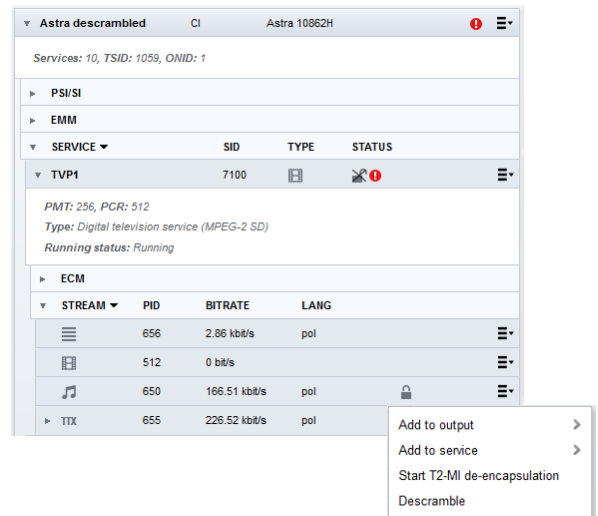 Astra descrambled CI Astra 10862H
Services: 10, TSID: 1059, ONID: 1
PSI/SI
EMM
SERVICE SID TYPE STATUS
TVP1 7100
PMT: 256, PCR: 512
Type: Digital television service (MPEG-2 SD)
Running status: Running
ECM
STREAM PID BITRATE LANG
656 2.86 kbit/s pol
512 0 bit/s
650 166.51 kbit/s pol
TTX 655 226.52 kbit/s pol
Add to output
Add to service
Start T2-MI de-encapsulation
Descramble